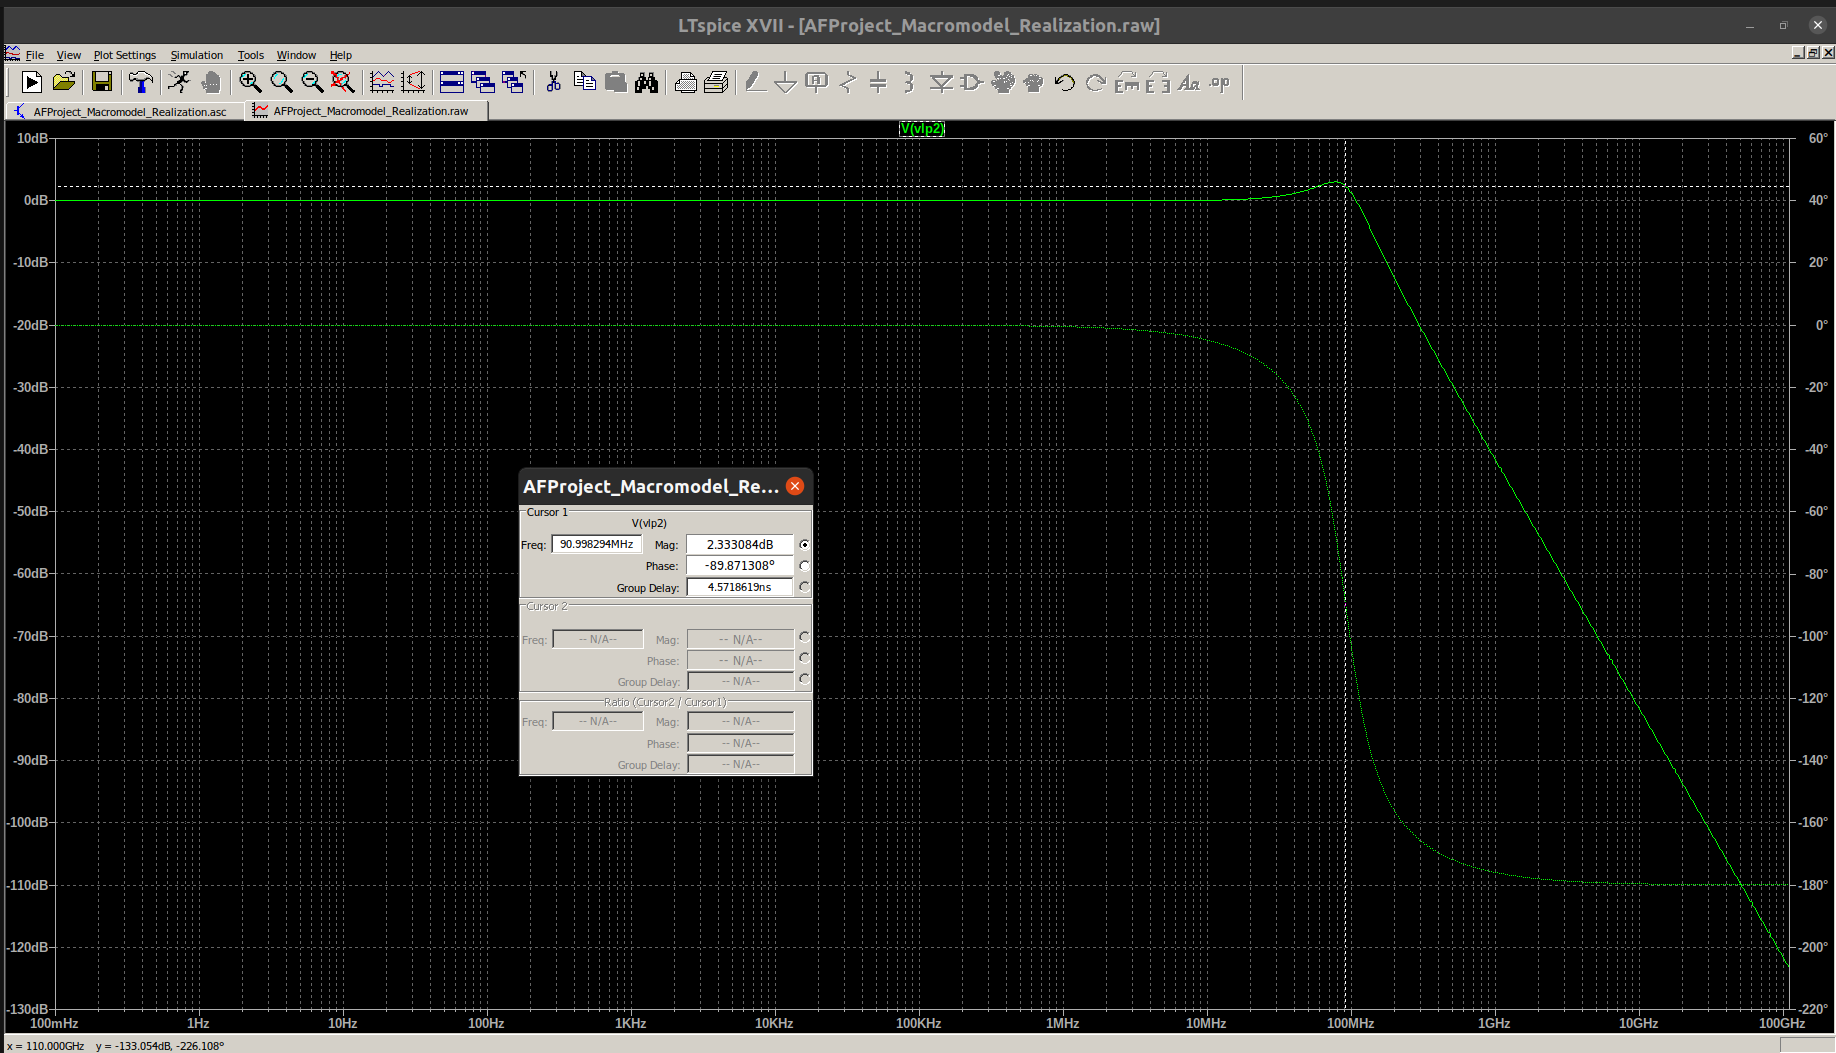 LTspice XVII - [AFProject_Macromodel_Realization.raw]
File View Plot Settings Simulation Tools Window Help
AFProject_Macromodel_Realization.asc AFProject_Macromodel_Realization.raw
V(vlp2)
10dB 60°
0dB 40°
-10dB 20°
-20dB 0°
-30dB -20°
-40dB -40°
-50dB -60°
-60dB -80°
-70dB -100°
-80dB -120°
-90dB -140°
-100dB -160°
-110dB -180°
-120dB -200°
-130dB -220°
100mHz 1Hz 10Hz 100Hz 1KHz 10KHz 100KHz 1MHz 10MHz 100MHz 1GHz 10GHz 100GHz
AFProject_Macromodel_Re...
Cursor 1
V(vlp2)
Freq: 90.998294MHz Mag: 2.333084dB
Phase: -89.871308°
Group Delay: 4.5718619ns
Cursor 2
Freq: -- N/A-- Mag: -- N/A--
Phase: -- N/A--
Group Delay: -- N/A--
Ratio (Cursor2 / Cursor1)
Freq: -- N/A-- Mag: -- N/A--
Phase: -- N/A--
Group Delay: -- N/A--
x = 110.000GHz y = -133.054dB, -226.108°